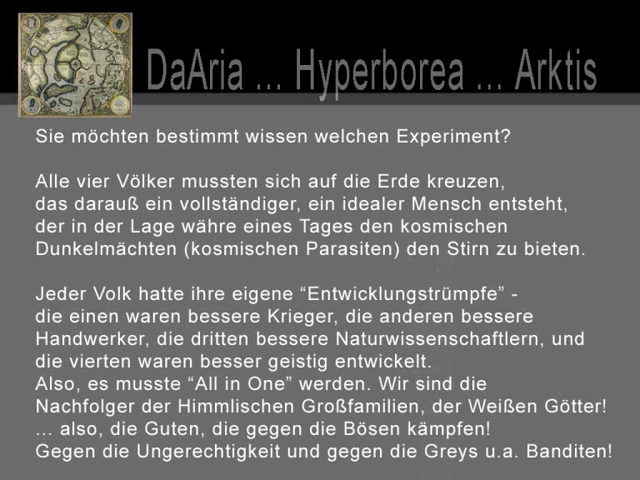 DaAria ... Hyperborea ... Arktis
Sie möchten bestimmt wissen welchen Experiment?
Alle vier Völker mussten sich auf die Erde kreuzen,
das darauß ein vollständiger, ein idealer Mensch entsteht,
der in der Lage währe eines Tages den kosmischen
Dunkelmächten (kosmischen Parasiten) den Stirn zu bieten.
Jeder Volk hatte ihre eigene “Entwicklungstrümpfe” -
die einen waren bessere Krieger, die anderen bessere
Handwerker, die dritten bessere Naturwissenschaftlern, und
die vierten waren besser geistig entwickelt.
Also, es musste “All in One” werden. Wir sind die
Nachfolger der Himmlischen Großfamilien, der Weißen Götter!
... also, die Guten, die gegen die Bösen kämpfen!
Gegen die Ungerechtigkeit und gegen die Greys u.a. Banditen!